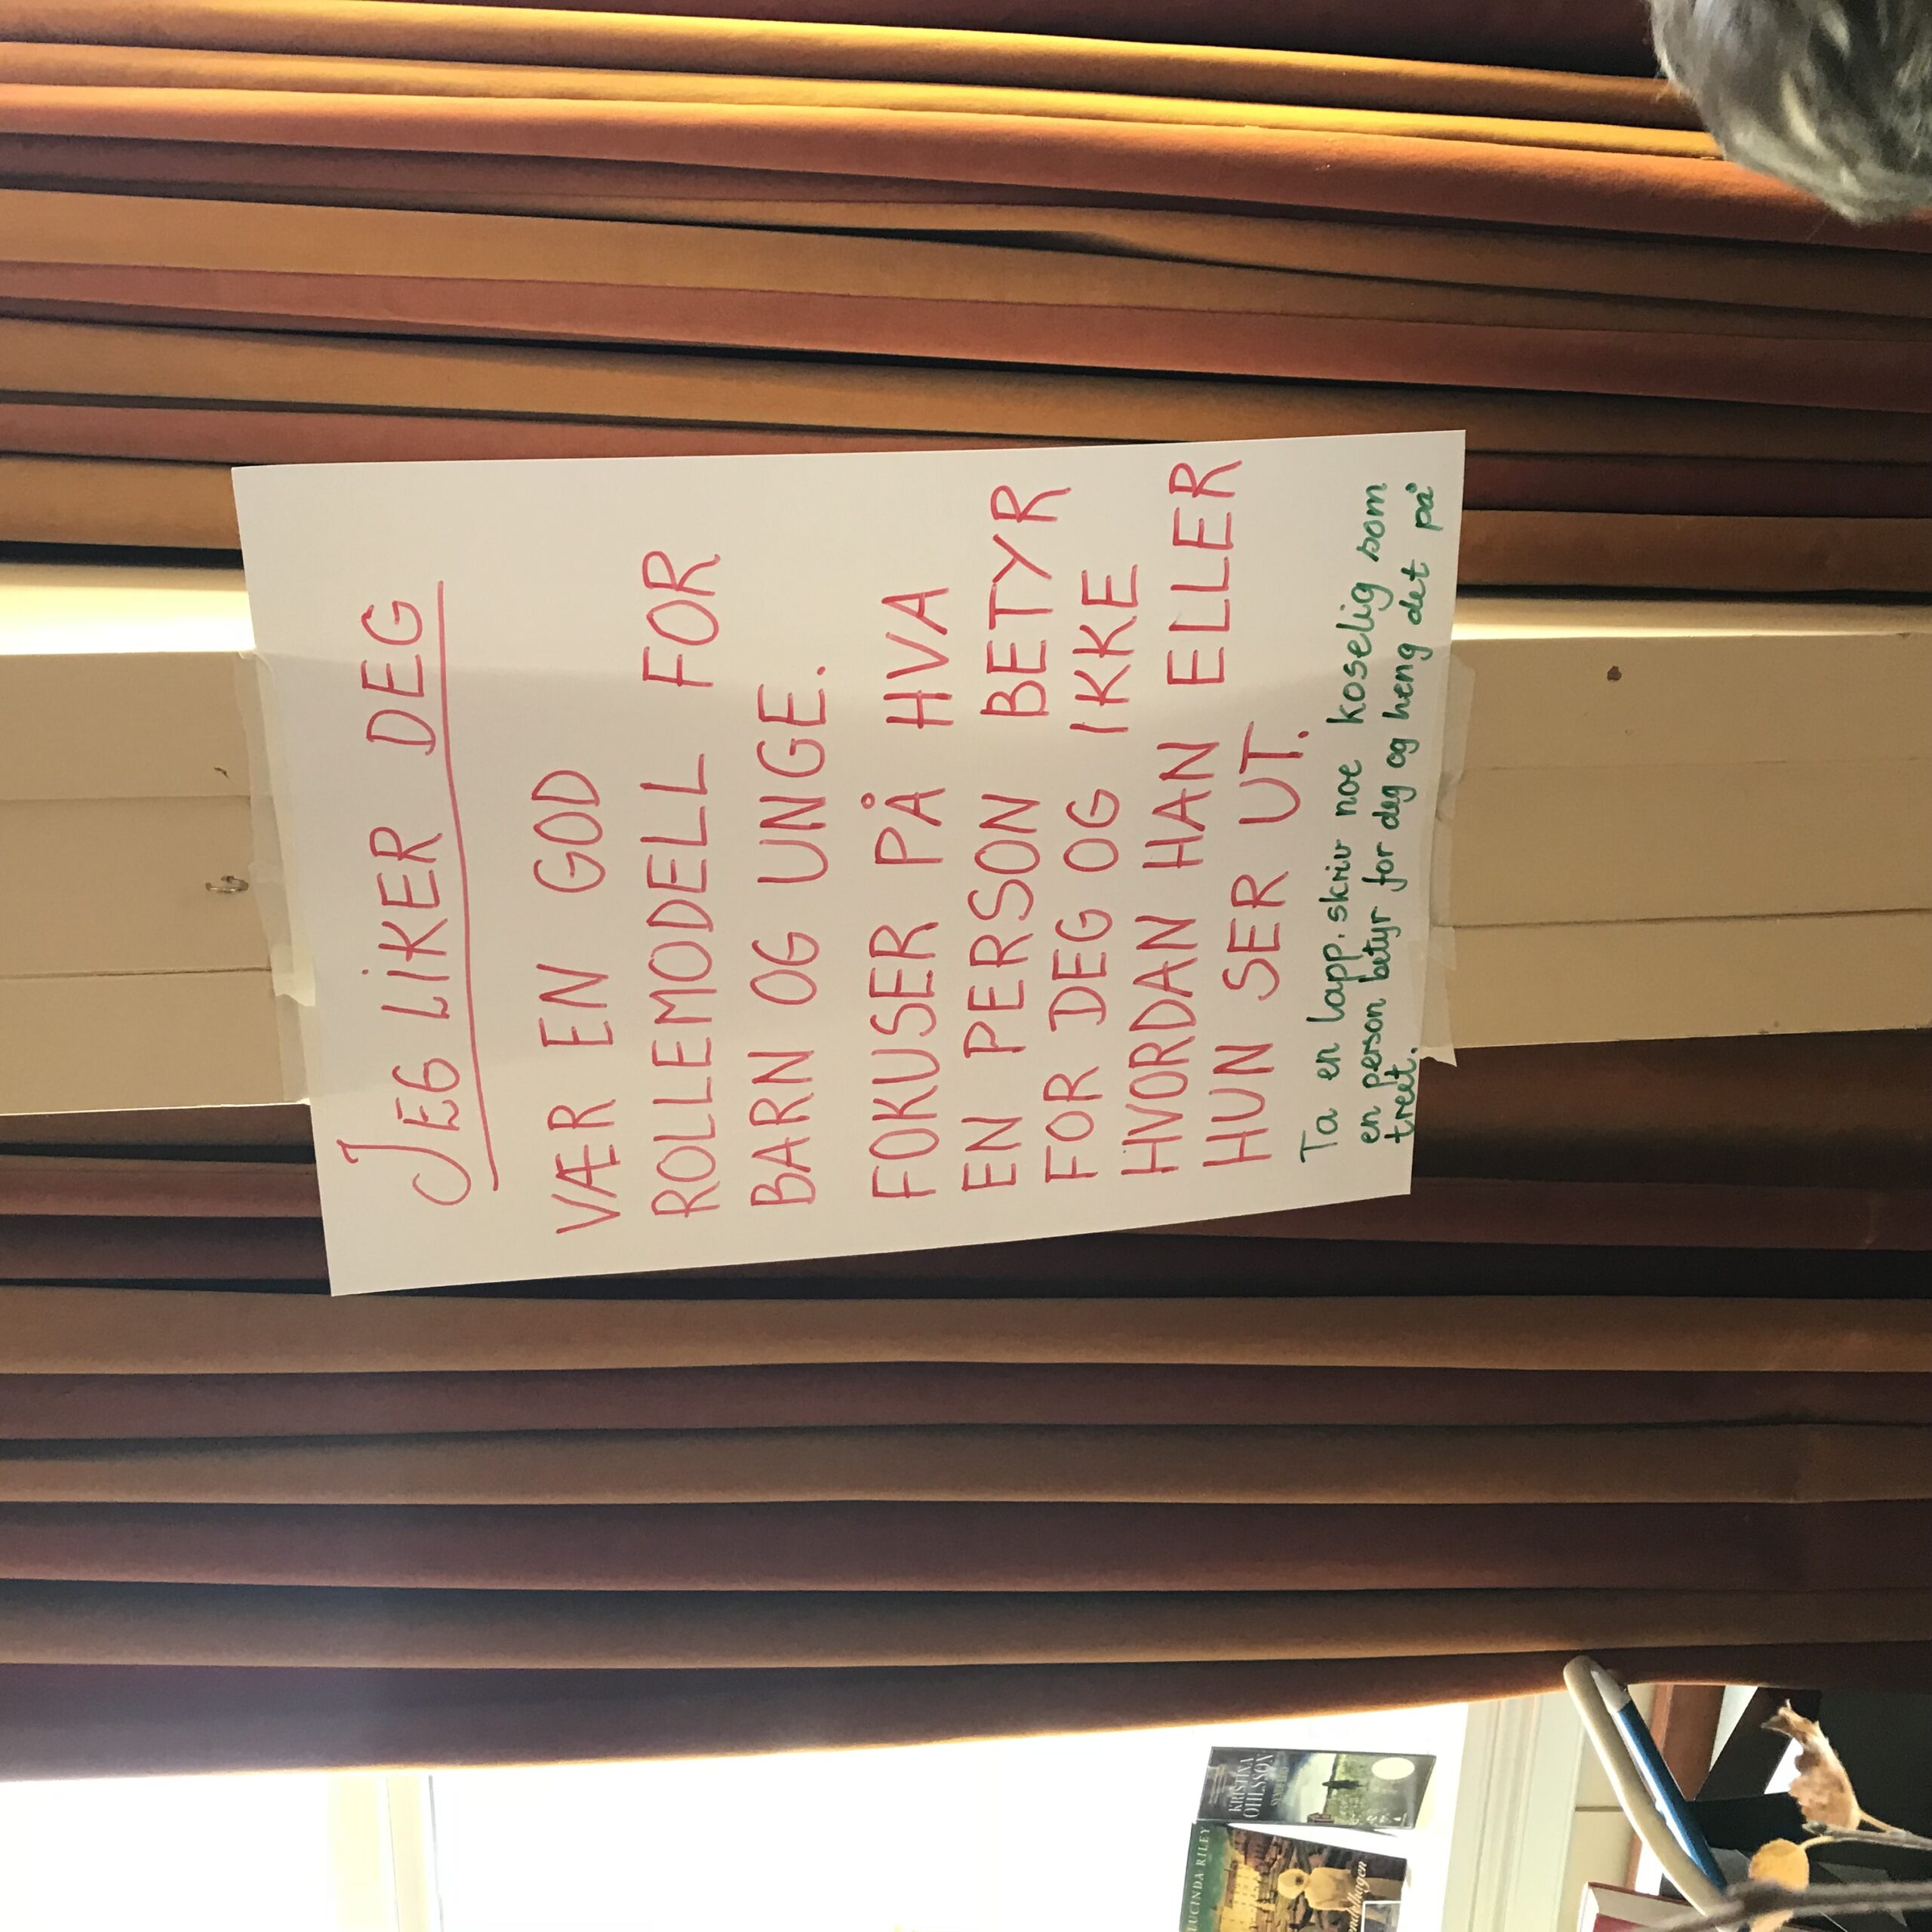 JEG LIKER DEG
VÆR EN GOD
ROLLEMODELL FOR
BARN OG UNGE.
FOKUSER PÅ HVA
EN PERSON BETYR
FOR DEG OG IKKE
HVORDAN HAN ELLER
HUN SER UT.
Ta en lapp, skriv noe koselig som
en person betyr for deg og heng det på
treet.
KRISTINA
OHLSSON
LUCINDA RILEY